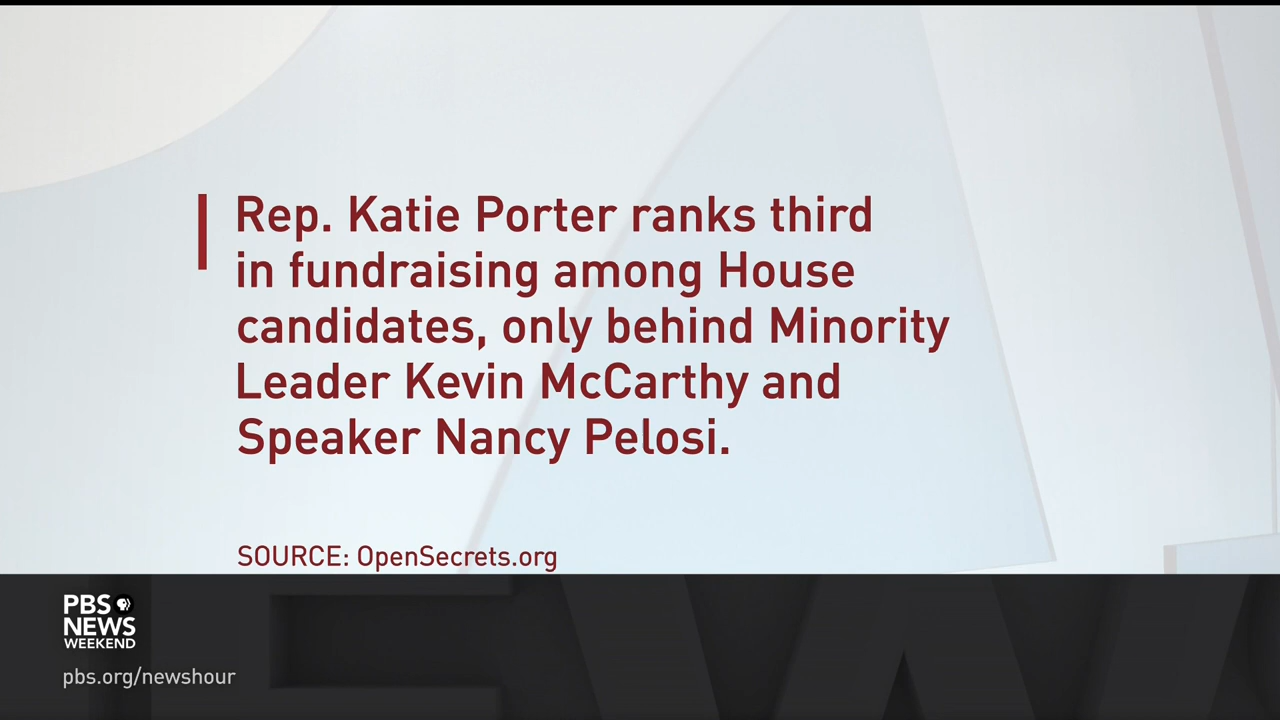 Rep. Katie Porter ranks third
in fundraising among House
candidates, only behind Minority
Leader Kevin McCarthy and
Speaker Nancy Pelosi.
SOURCE: OpenSecrets.org
PBS
NEWS
WEEKEND
pbs.org/newshour